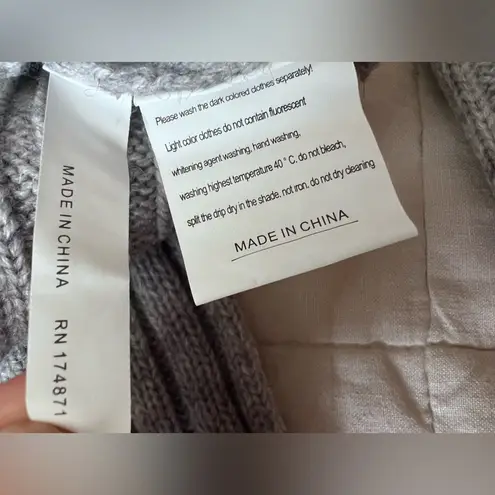 Please wash the dark colored clothes separately!
Light color clothes do not contain fluorescent
whitening agent washing, hand washing,
washing highest temperature 40 ° C. do not bleach,
split the drip dry in the shade. not iron. do not dry cleaning
MADE IN CHINA
MADE IN CHINA RN 174871